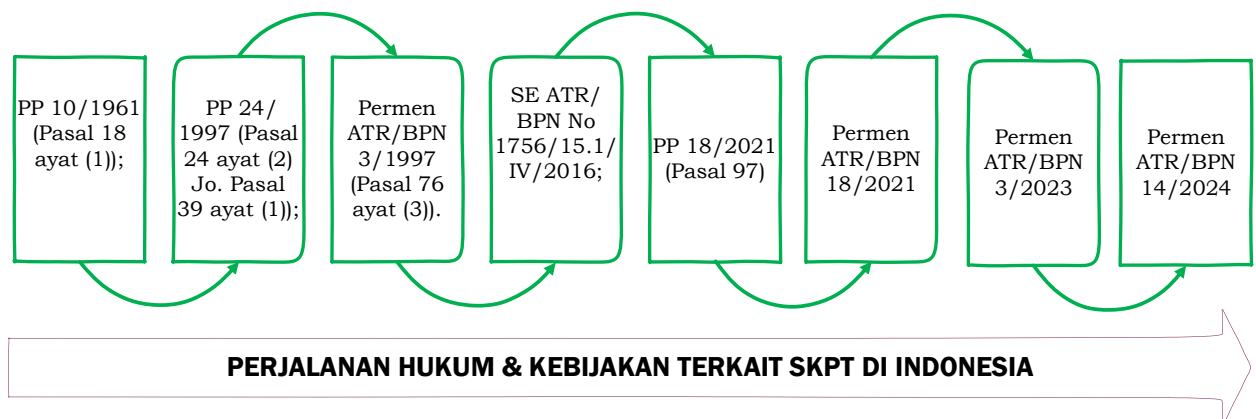 PP 10/1961
(Pasal 18
ayat (1));
PP 24/
1997 (Pasal
24 ayat (2)
Jo. Pasal
39 ayat (1));
Permen
ATR/BPN
3/1997
(Pasal 76
ayat (3)).
SE ATR/
BPN No
1756/15.1/
IV/2016;
PP 18/2021
(Pasal 97)
Permen
ATR/BPN
18/2021
Permen
ATR/BPN
3/2023
Permen
ATR/BPN
14/2024
PERJALANAN HUKUM & KEBIJAKAN TERKAIT SKPT DI INDONESIA